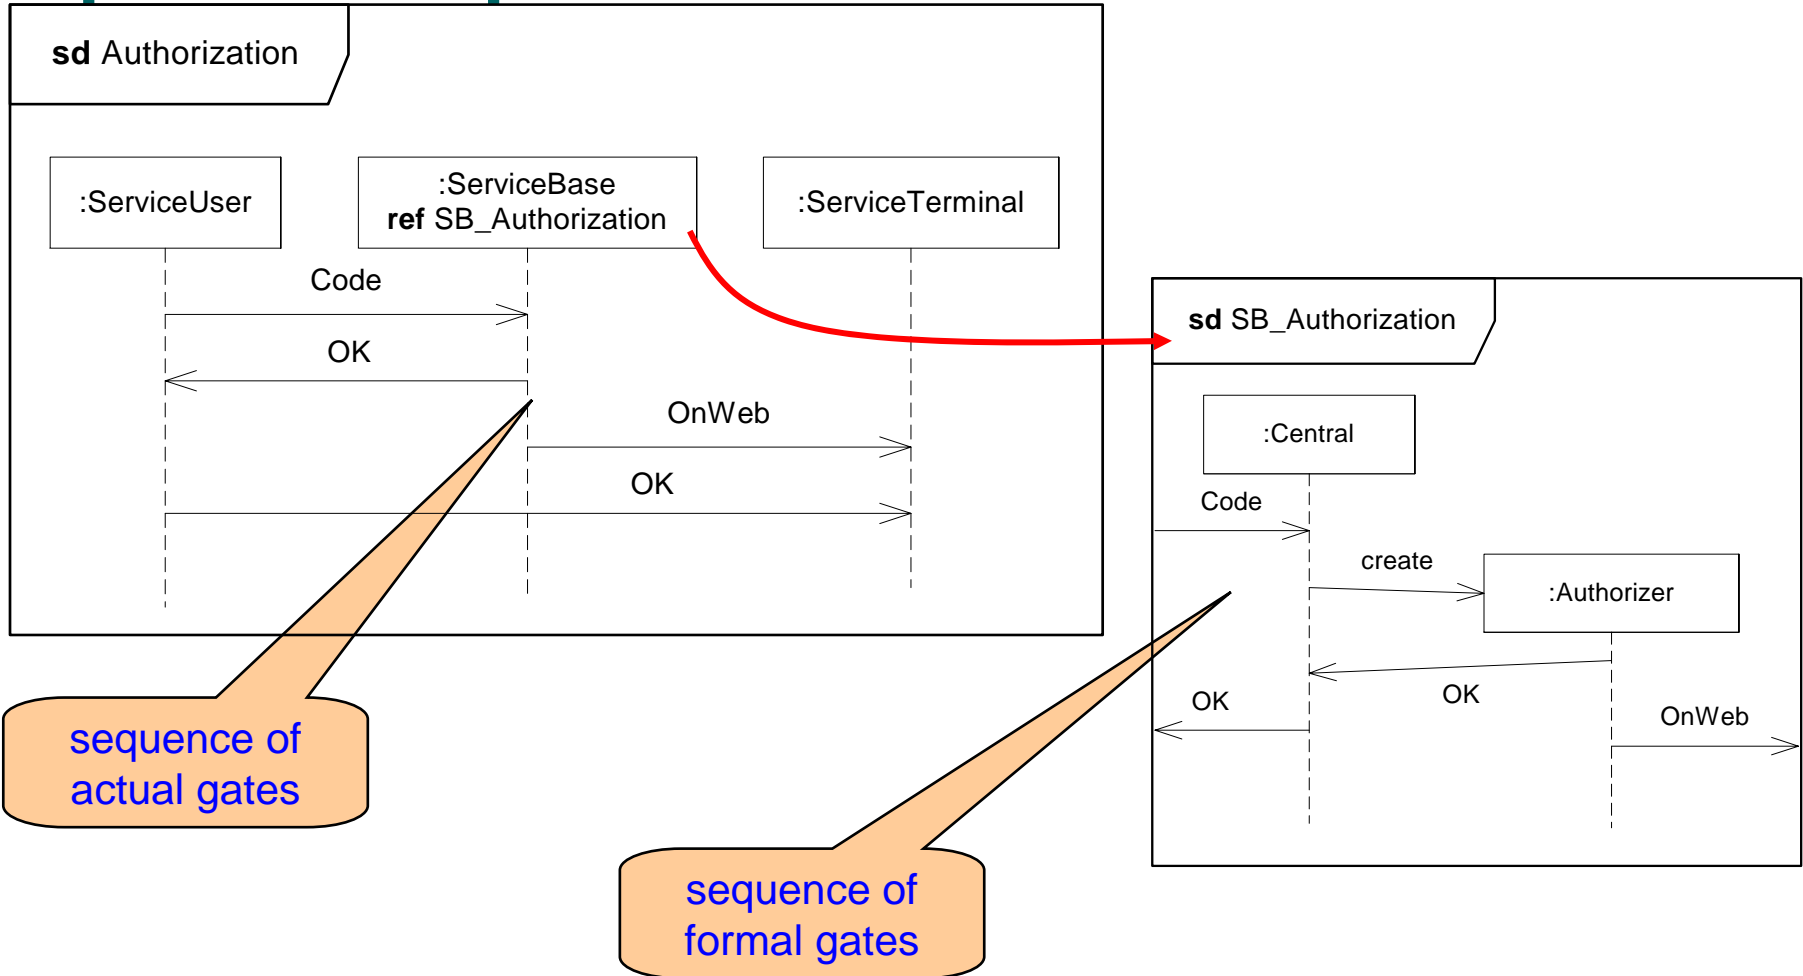 sd Authorization
:ServiceUser
:ServiceBase
ref SB_Authorization
:ServiceTerminal
Code
OK
OnWeb
OK
sequence of
actual gates
sd SB_Authorization
:Central
Code
create
:Authorizer
OK
OK
OnWeb
sequence of
formal gates